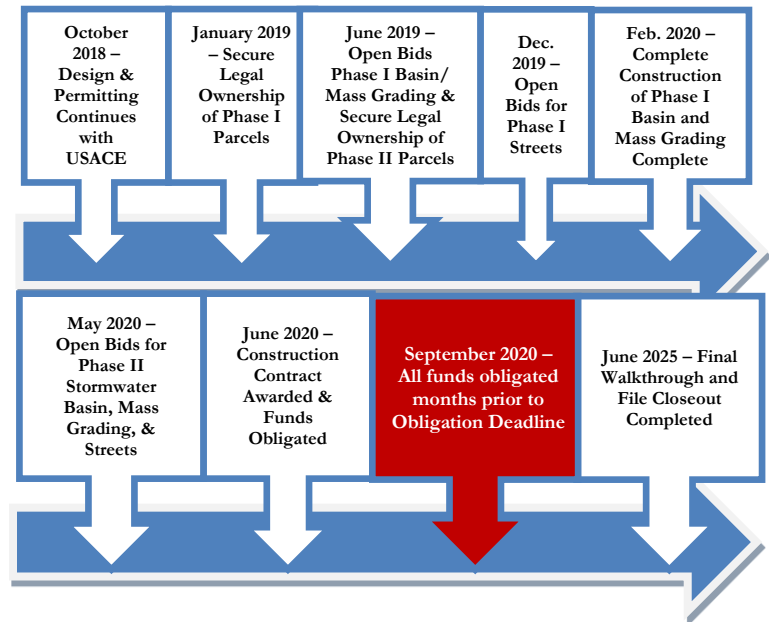 October
2018 –
Design &
Permitting
Continues
with
USACE
January 2019
– Secure
Legal
Ownership
of Phase I
Parcels
June 2019 –
Open Bids
Phase I Basin/
Mass Grading &
Secure Legal
Ownership of
Phase II Parcels
Dec.
2019 –
Open
Bids for
Phase I
Streets
Feb. 2020 –
Complete
Construction
of Phase I
Basin and
Mass Grading
Complete
May 2020 –
Open Bids for
Phase II
Stormwater
Basin, Mass
Grading, &
Streets
June 2020 –
Construction
Contract
Awarded &
Funds
Obligated
September 2020 –
All funds obligated
months prior to
Obligation Deadline
June 2025 – Final
Walkthrough and
File Closeout
Completed